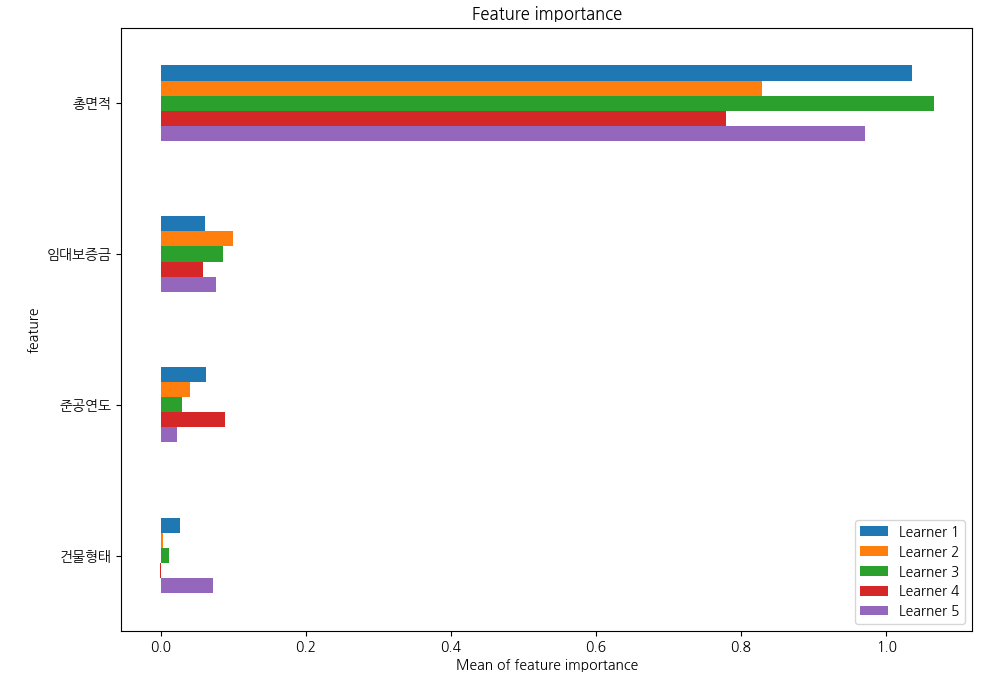 Feature importance
총면적
임대보증금
준공연도
건물형태
feature
0.0
0.2
0.4
0.6
0.8
1.0
Mean of feature importance
Learner 1
Learner 2
Learner 3
Learner 4
Learner 5